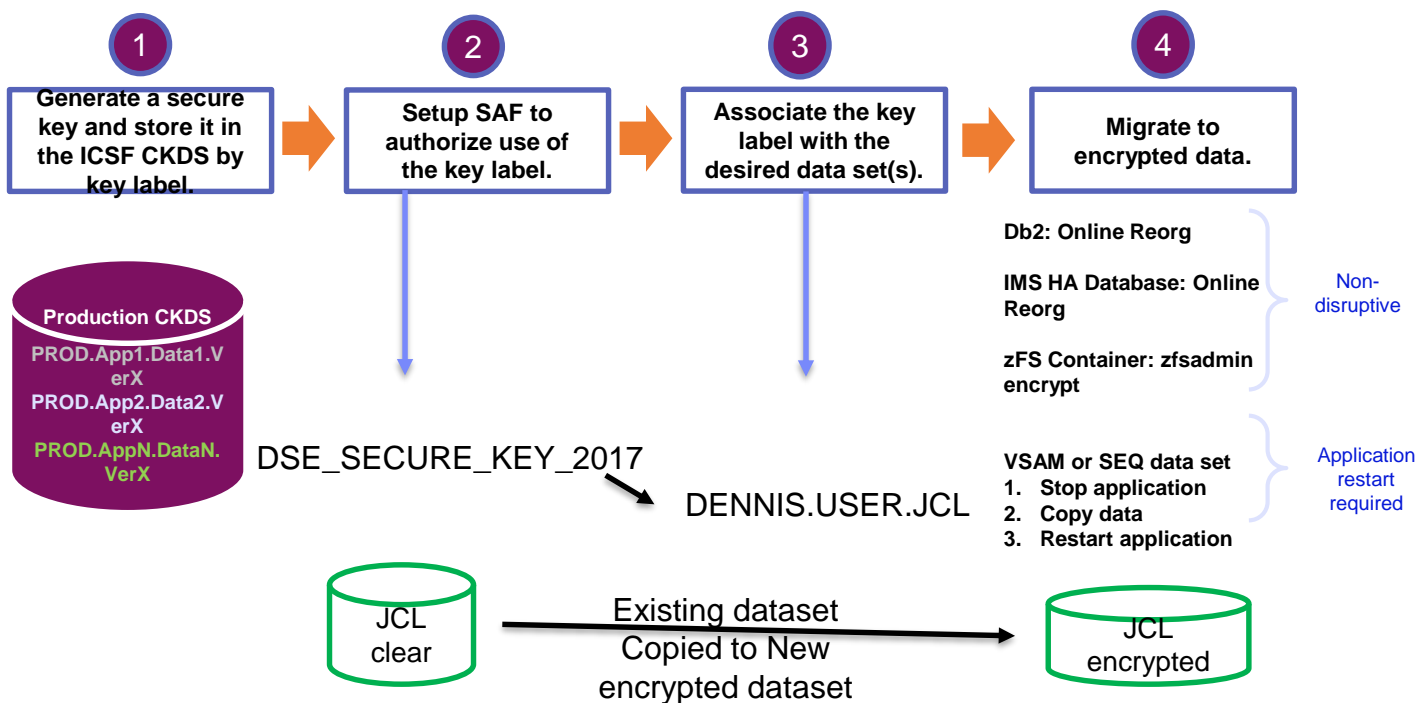 1
2
3
4
Generate a secure
key and store it in
the ICSF CKDS by
key label.
Setup SAF to
authorize use of
the key label.
Associate the key
label with the
desired data set(s).
Migrate to
encrypted data.
Production CKDS
PROD.App1.Data1.V
erX
PROD.App2.Data2.V
erX
PROD.AppN.DataN.
VerX
DSE_SECURE_KEY_2017
DENNIS.USER.JCL
Db2: Online Reorg
IMS HA Database: Online
Reorg
zFS Container: zfsadmin
encrypt
Non-
disruptive
VSAM or SEQ data set
1. Stop application
2. Copy data
3. Restart application
Application
restart
required
JCL
clear
Existing dataset
Copied to New
encrypted dataset
JCL
encrypted